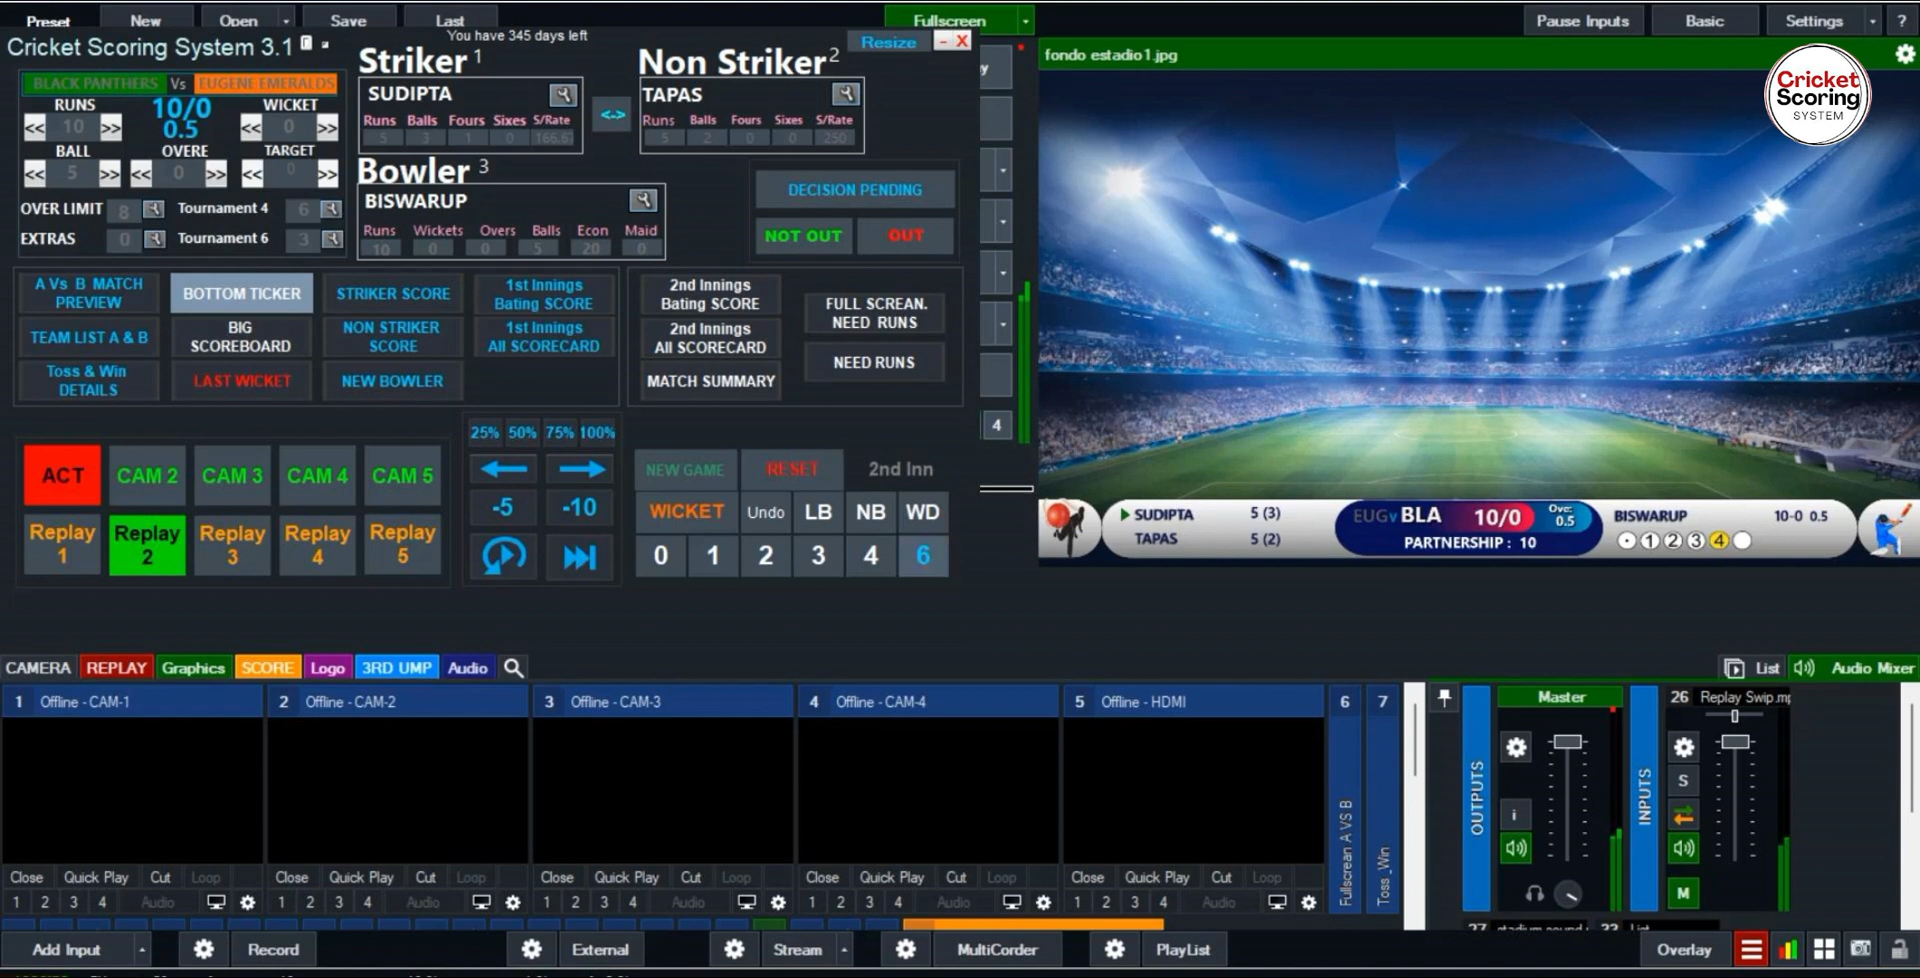 Preset New Open Save Last Fullscreen Pause Inputs Basic Settings ?
Cricket Scoring System 3.1
You have 345 days left
Resize - X
BLACK PANTHERS Vs EUGENE EMERALDS
RUNS 10/0 WICKET
<< 10 >> 0.5 << 0 >>
BALL OVERE TARGET
<< 5 >> << 0 >> << 0 >>
OVER LIMIT 8 Tournament 4 6
EXTRAS 0 Tournament 6 3
Striker 1
SUDIPTA
Runs Balls Fours Sixes S/Rate
5 3 1 0 166.6
<->
Non Striker 2
TAPAS
Runs Balls Fours Sixes S/Rate
5 2 0 0 250
Bowler 3
BISWARUP
Runs Wickets Overs Balls Econ Maid
10 0 0 5 20 0
DECISION PENDING
NOT OUT OUT
A Vs B MATCH
PREVIEW
BOTTOM TICKER
STRIKER SCORE
1st Innings
Bating SCORE
TEAM LIST A & B
BIG
SCOREBOARD
NON STRIKER
SCORE
1st Innings
All SCORECARD
Toss & Win
DETAILS
LAST WICKET
NEW BOWLER
2nd Innings
Bating SCORE
2nd Innings
All SCORECARD
MATCH SUMMARY
FULL SCREAN.
NEED RUNS
NEED RUNS
4
ACT CAM 2 CAM 3 CAM 4 CAM 5
Replay 1
Replay 2
Replay 3
Replay 4
Replay 5
25% 50% 75% 100%
-5 -10
NEW GAME RESET 2nd Inn
WICKET Undo LB NB WD
0 1 2 3 4 6
fondo estadio1.jpg
Cricket
Scoring
SYSTEM
SUDIPTA 5 (3)
TAPAS 5 (2)
EUGv BLA 10/0 Ove: 0.5
PARTNERSHIP : 10
BISWARUP 10-0 0.5
1 2 3 4
CAMERA REPLAY Graphics SCORE Logo 3RD UMP Audio
List Audio Mixer
1 Offline - CAM-1
2 Offline - CAM-2
3 Offline - CAM-3
4 Offline - CAM-4
5 Offline - HDMI
6 Fullscrean A VS B
7 Toss_Win
Close Quick Play Cut Loop
1 2 3 4 Audio
Close Quick Play Cut Loop
1 2 3 4 Audio
Close Quick Play Cut Loop
1 2 3 4 Audio
Close Quick Play Cut Loop
1 2 3 4 Audio
Close Quick Play Cut Loop
1 2 3 4 Audio
OUTPUTS
Master
i
INPUTS
26 Replay Swip.mp
S
M
Add Input Record External Stream MultiCorder PlayList Overlay